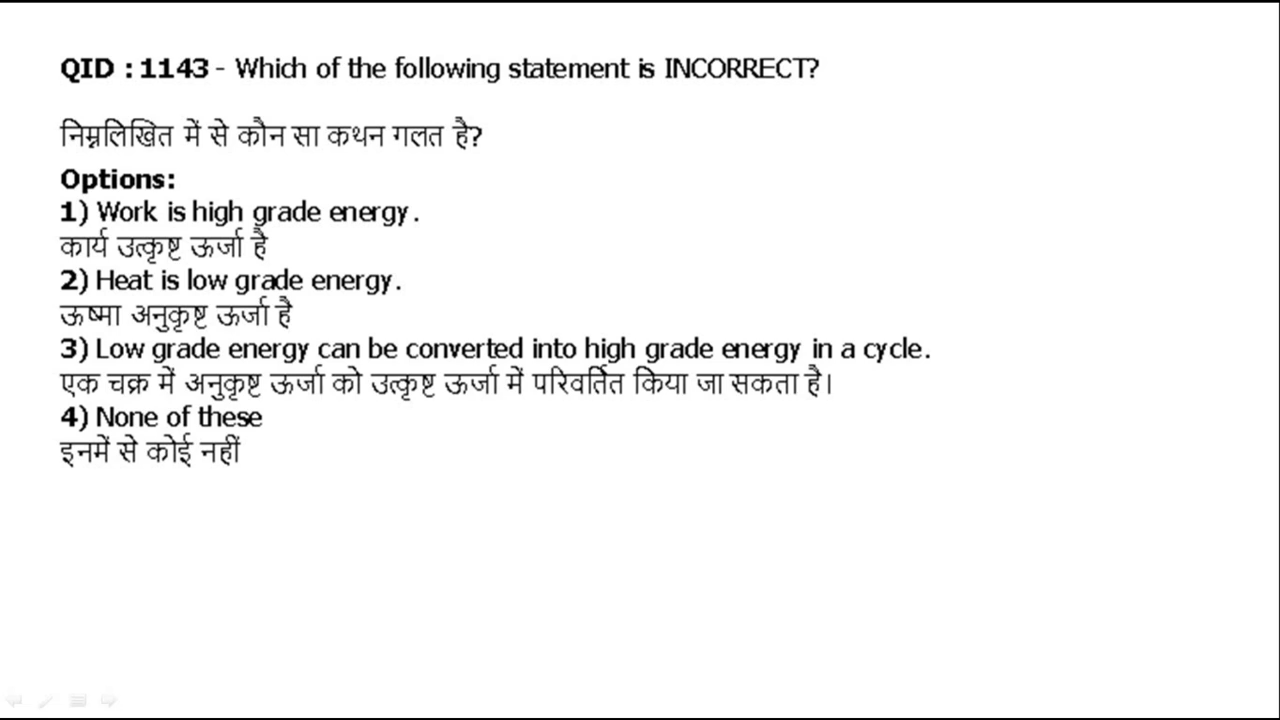 QID : 1143 - Which of the following statement is INCORRECT?
निम्नलिखित में से कौन सा कथन गलत है?
Options:
1) Work is high grade energy.
कार्य उत्कृष्ट ऊर्जा है
2) Heat is low grade energy.
ऊष्मा अनुकृष्ट ऊर्जा है
3) Low grade energy can be converted into high grade energy in a cycle.
एक चक्र में अनुकृष्ट ऊर्जा को उत्कृष्ट ऊर्जा में परिवर्तित किया जा सकता है।
4) None of these
इनमें से कोई नहीं